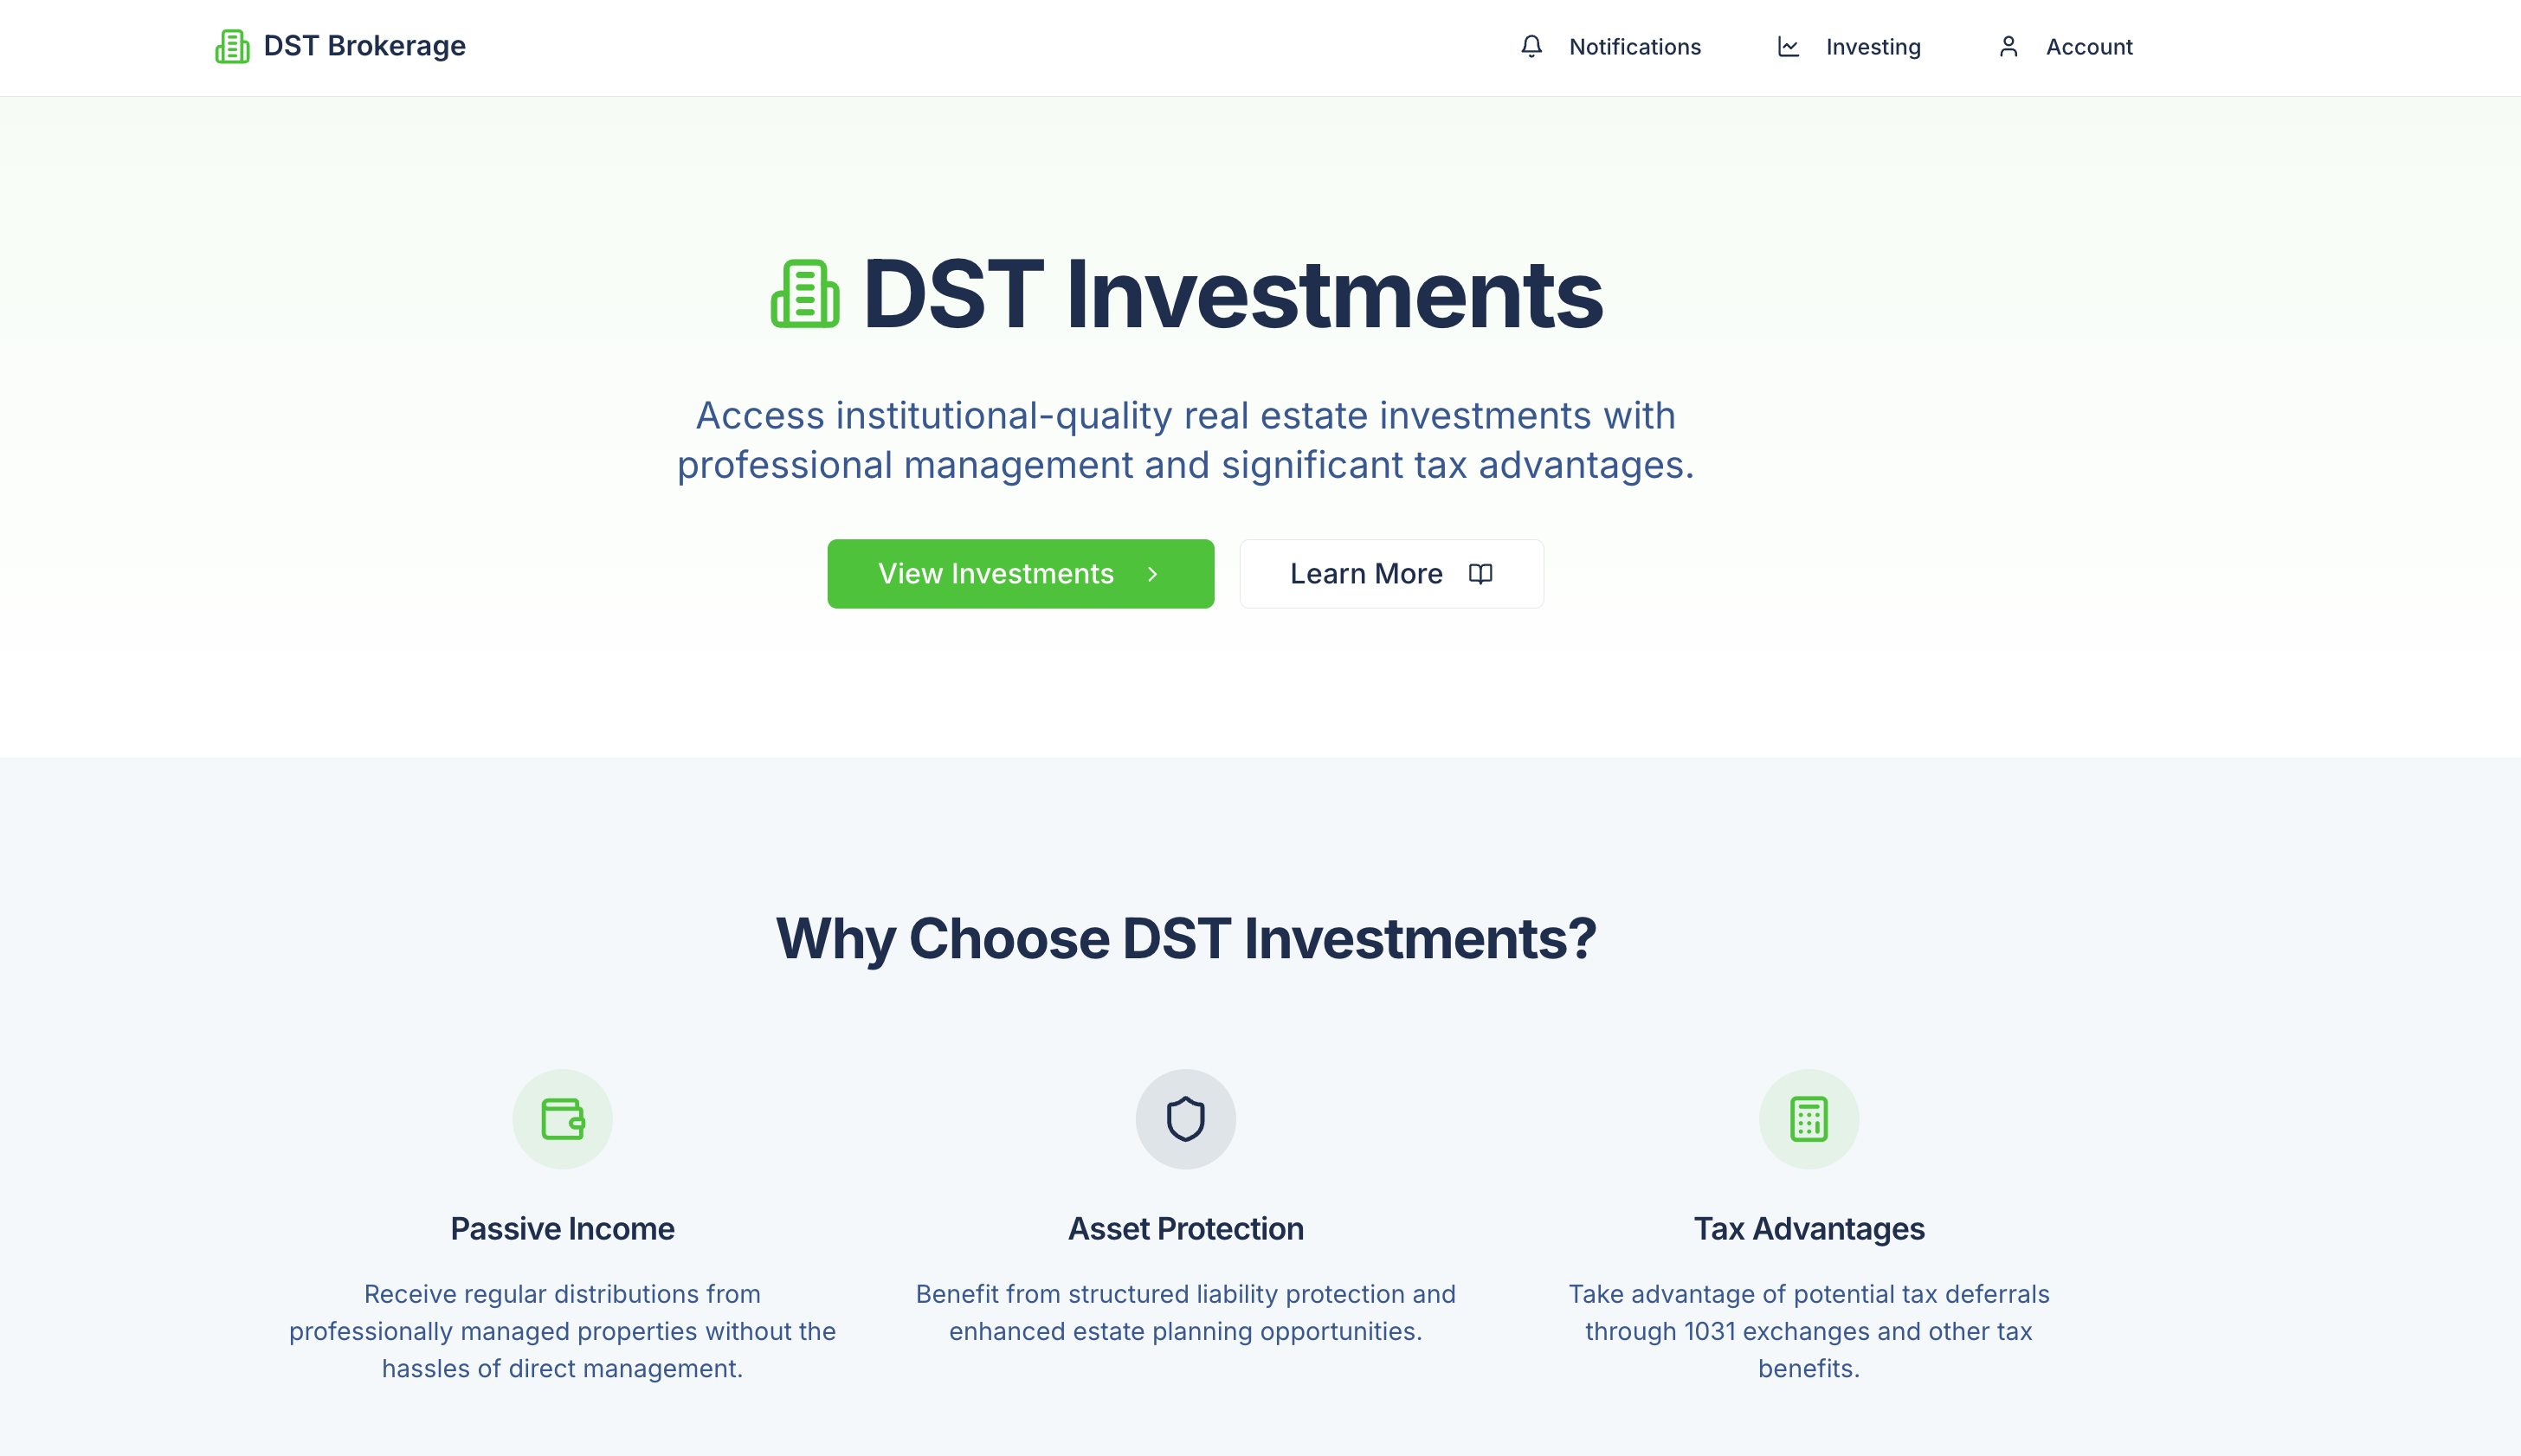 DST Brokerage
Notifications
Investing
Account
DST Investments
Access institutional-quality real estate investments with
professional management and significant tax advantages.
View Investments
Learn More
Why Choose DST Investments?
Passive Income
Receive regular distributions from
professionally managed properties without the
hassles of direct management.
Asset Protection
Benefit from structured liability protection and
enhanced estate planning opportunities.
Tax Advantages
Take advantage of potential tax deferrals
through 1031 exchanges and other tax
benefits.